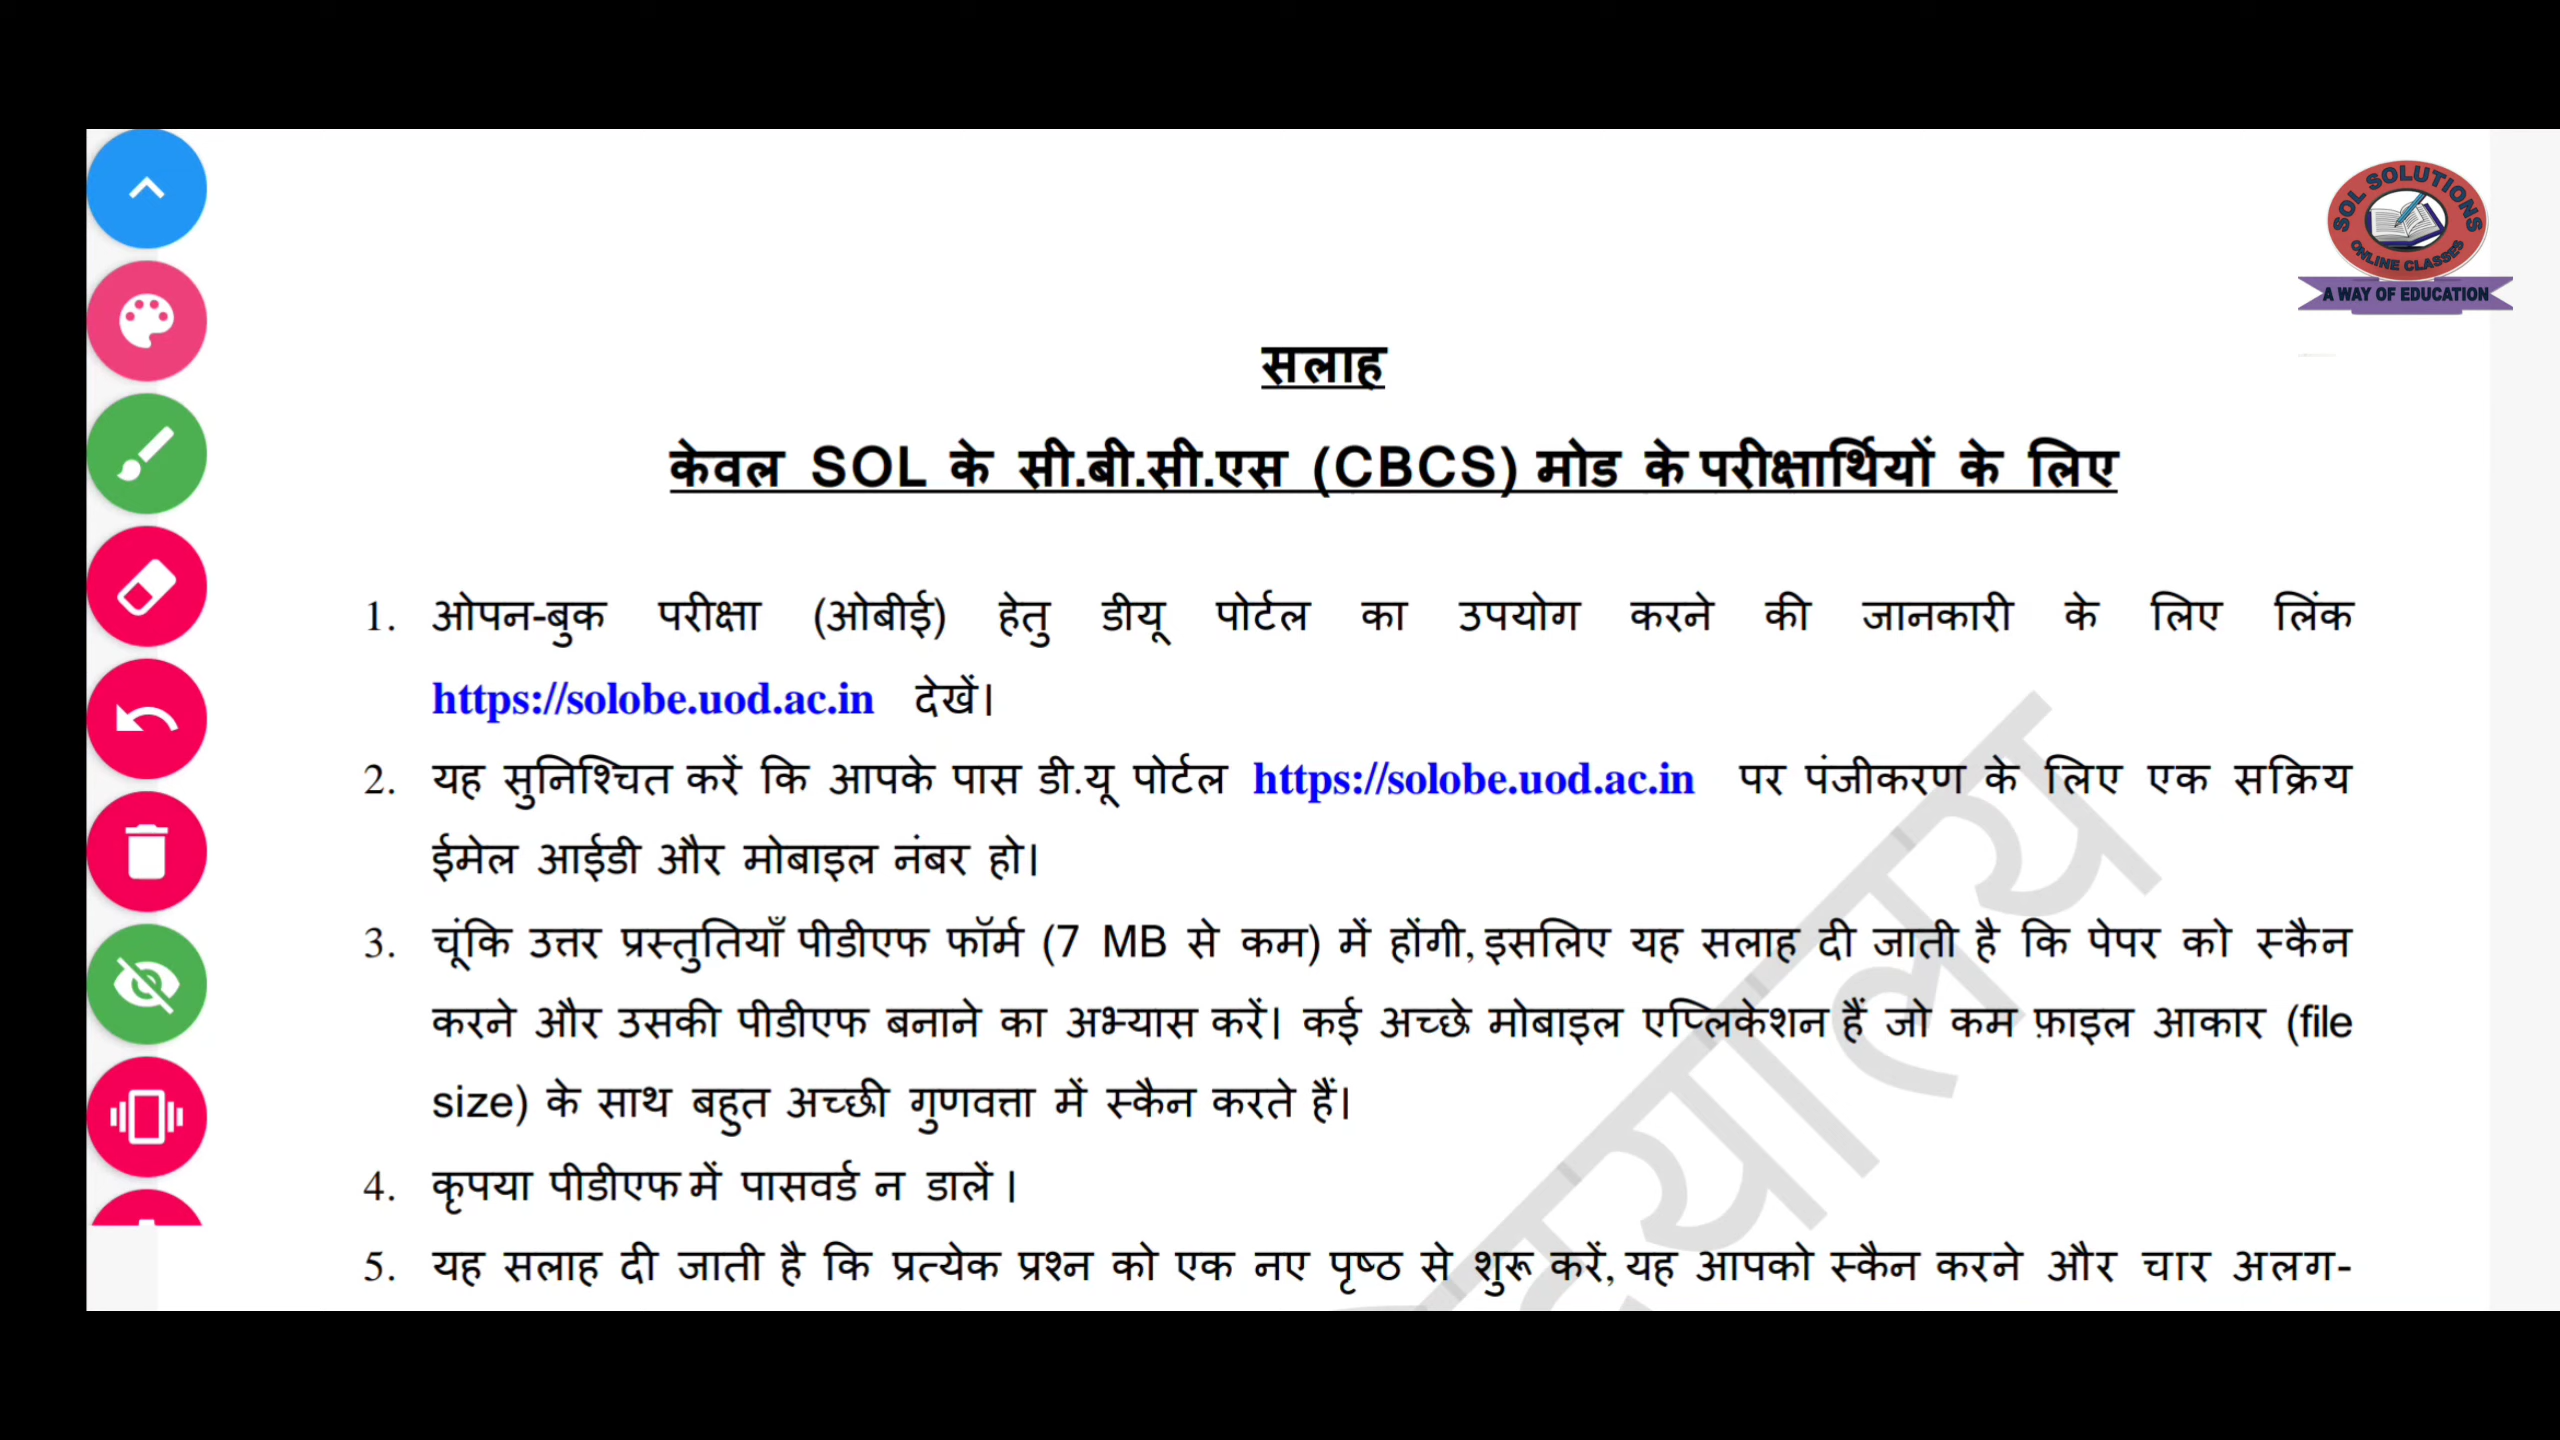 SOL SOLUTIONS
ONLINE CLASSES
A WAY OF EDUCATION
सलाह
केवल SOL के सी.बी.सी.एस (CBCS) मोड के परीक्षार्थियों के लिए
1. ओपन-बुक परीक्षा (ओबीई) हेतु डीयू पोर्टल का उपयोग करने की जानकारी के लिए लिंक
https://solobe.uod.ac.in देखें।
2. यह सुनिश्चित करें कि आपके पास डी.यू पोर्टल https://solobe.uod.ac.in पर पंजीकरण के लिए एक सक्रिय
ईमेल आईडी और मोबाइल नंबर हो।
3. चूंकि उत्तर प्रस्तुतियाँ पीडीएफ फॉर्म (7 MB से कम) में होंगी, इसलिए यह सलाह दी जाती है कि पेपर को स्कैन
करने और उसकी पीडीएफ बनाने का अभ्यास करें। कई अच्छे मोबाइल एप्लिकेशन हैं जो कम फ़ाइल आकार (file
size) के साथ बहुत अच्छी गुणवत्ता में स्कैन करते हैं।
4. कृपया पीडीएफ में पासवर्ड न डालें ।
5. यह सलाह दी जाती है कि प्रत्येक प्रश्न को एक नए पृष्ठ से शुरू करें, यह आपको स्कैन करने और चार अलग-